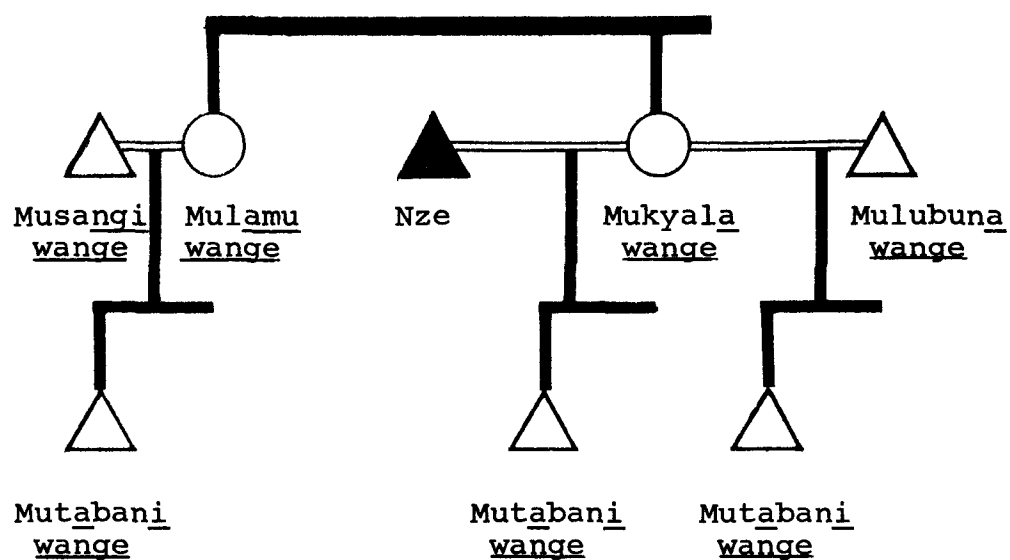 Musangi wange
Mulamu wange
Nze
Mukyala wange
Mulubuna wange
Mutabani wange
Mutabani wange
Mutabani wange